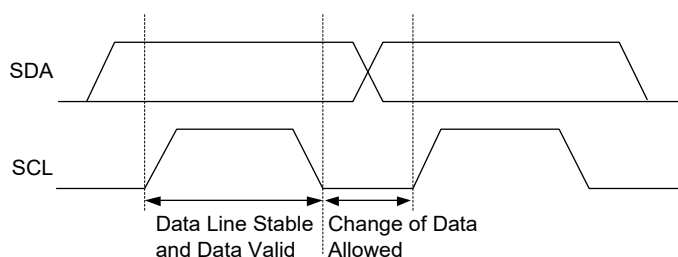 SDA
SCL
Data Line Stable
and Data Valid
Change of Data
Allowed